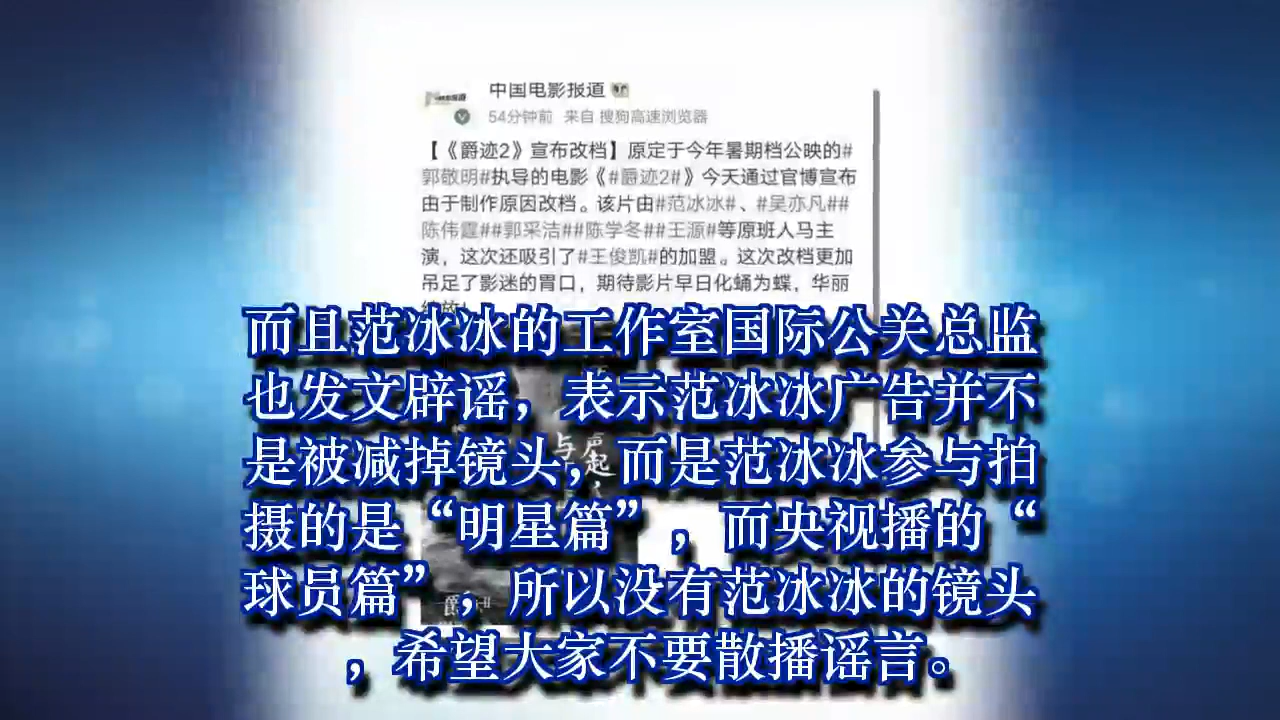 中国电影报道
54分钟前 来自 搜狗高速浏览器
【《爵迹2》宣布改档】原定于今年暑期档公映的#
郭敬明#执导的电影《#爵迹2#》今天通过官博宣布
由于制作原因改档。该片由#范冰冰#、#吴亦凡##
陈伟霆##郭采洁##陈学冬##王源#等原班人马主
演，这次还吸引了#王俊凯#的加盟。这次改档更加
吊足了影迷的胃口，期待影片早日化蛹为蝶，华丽
而且范冰冰的工作室国际公关总监
也发文辟谣，表示范冰冰广告并不
是被减掉镜头，而是范冰冰参与拍
摄的是“明星篇”，而央视播的“
球员篇”，所以没有范冰冰的镜头
，希望大家不要散播谣言。